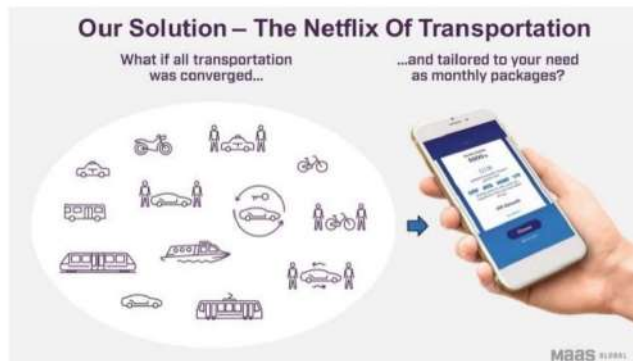 Our Solution – The Netflix Of Transportation
What if all transportation
was converged...
...and tailored to your need
as monthly packages?
MaaS GLOBAL